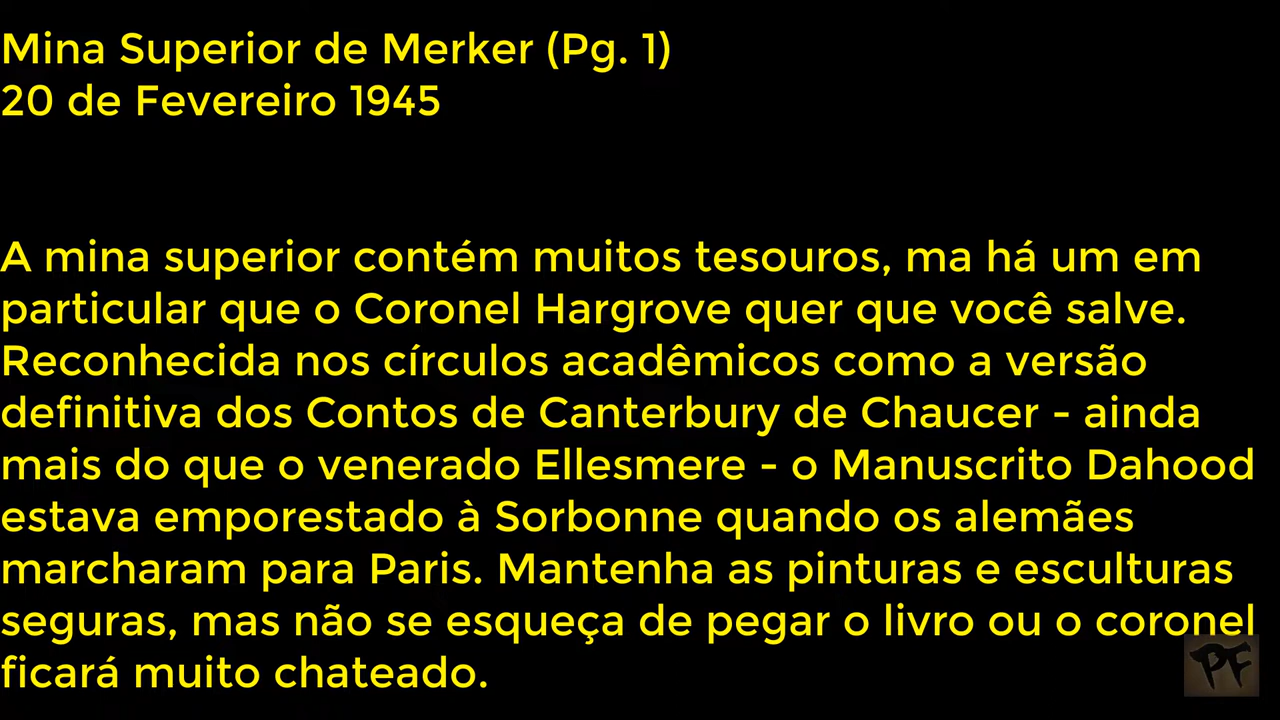 Mina Superior de Merker (Pg. 1)
20 de Fevereiro 1945
A mina superior contém muitos tesouros, ma há um em
particular que o Coronel Hargrove quer que você salve.
Reconhecida nos círculos acadêmicos como a versão
definitiva dos Contos de Canterbury de Chaucer - ainda
mais do que o venerado Ellesmere - o Manuscrito Dahood
estava emporestado à Sorbonne quando os alemães
marcharam para Paris. Mantenha as pinturas e esculturas
seguras, mas não se esqueça de pegar o livro ou o coronel
ficará muito chateado.
PF